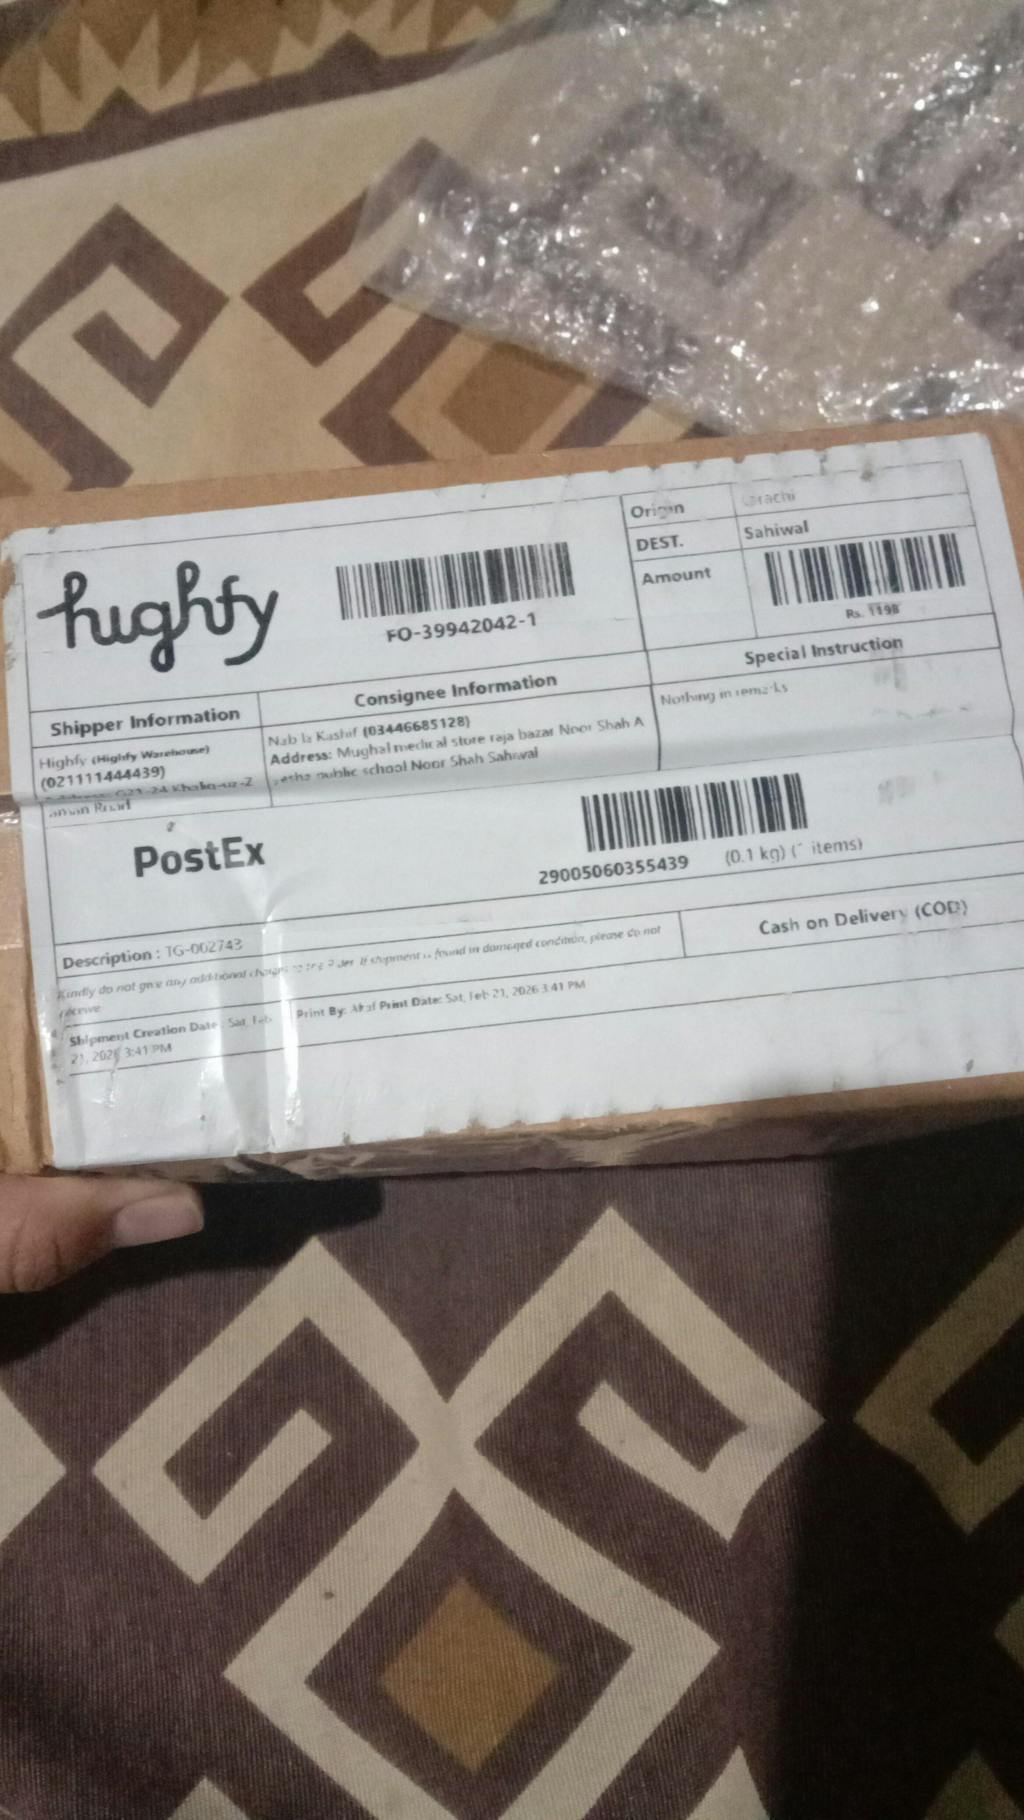 highfy
FO-39942042-1
Origin
DEST. Sahiwal
Amount
Rs. 1198
Shipper Information
Consignee Information
Special Instruction
Highfy (Highfy Warehouse)
(021111444439)
Kashif (03446685128)
Address: Mughal medical store raja bazar Noor Shah A
public school Noor Shah Sahiwal
Nothing in remarks
Road
PostEx
29005060355439 (0.1 kg) ( items)
Description : TG-002743
Cash on Delivery (COD)
Kindly do not give any additional charges to the Rider. If shipment is found in damaged condition, please do not
receive
Shipment Creation Date : Sat, Feb
21, 2026 3:41 PM
Print By: Print Date: Sat, Feb 21, 2026 3:41 PM